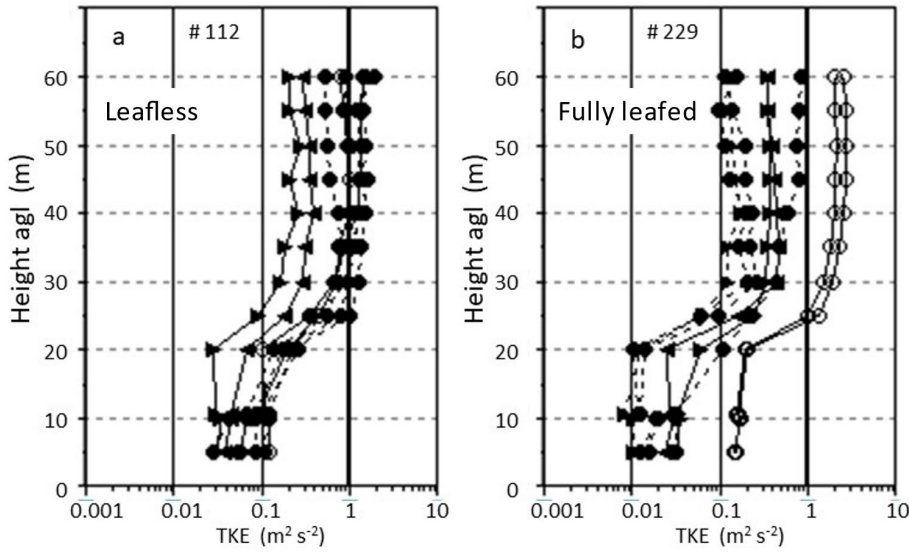 a # 112
Leafless
Height agl (m)
60
50
40
30
20
10
0
0.001 0.01 0.1 1 10
TKE (m² s⁻²)
b # 229
Fully leafed
Height agl (m)
60
50
40
30
20
10
0
0.001 0.01 0.1 1 10
TKE (m² s⁻²)